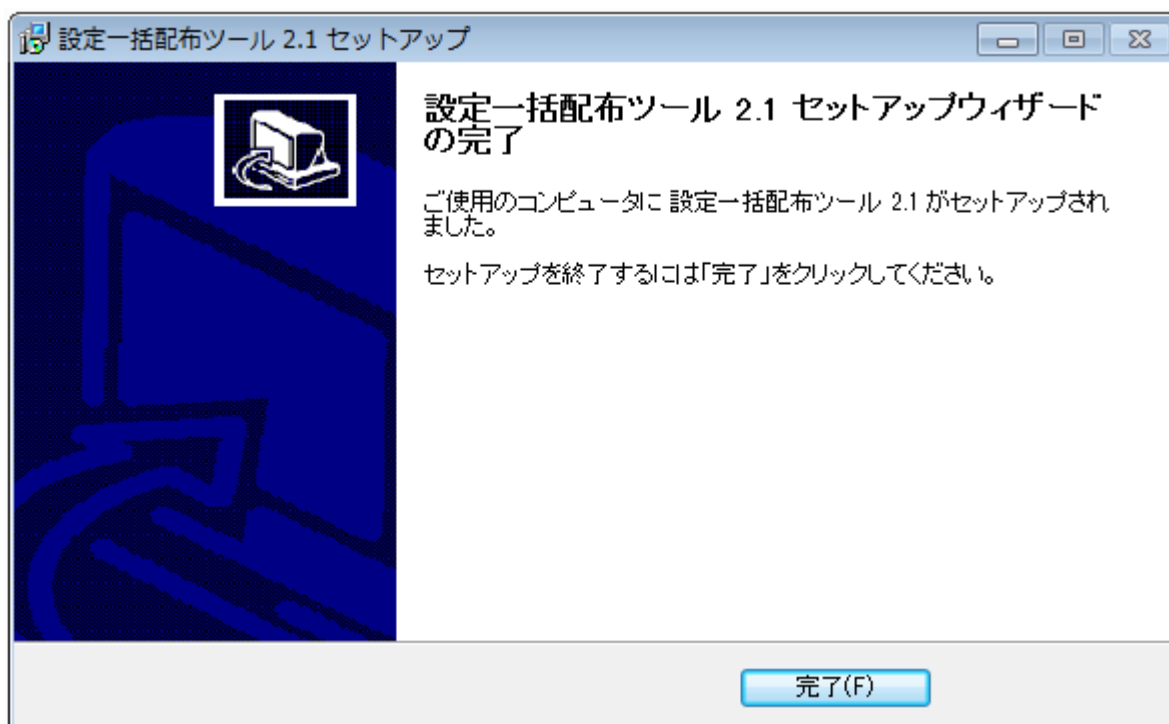 設定一括配布ツール 2.1 セットアップ
設定一括配布ツール 2.1 セットアップウィザード
の完了
ご使用のコンピュータに 設定一括配布ツール 2.1 がセットアップされ
ました。
セットアップを終了するには「完了」をクリックしてください。
完了(F)